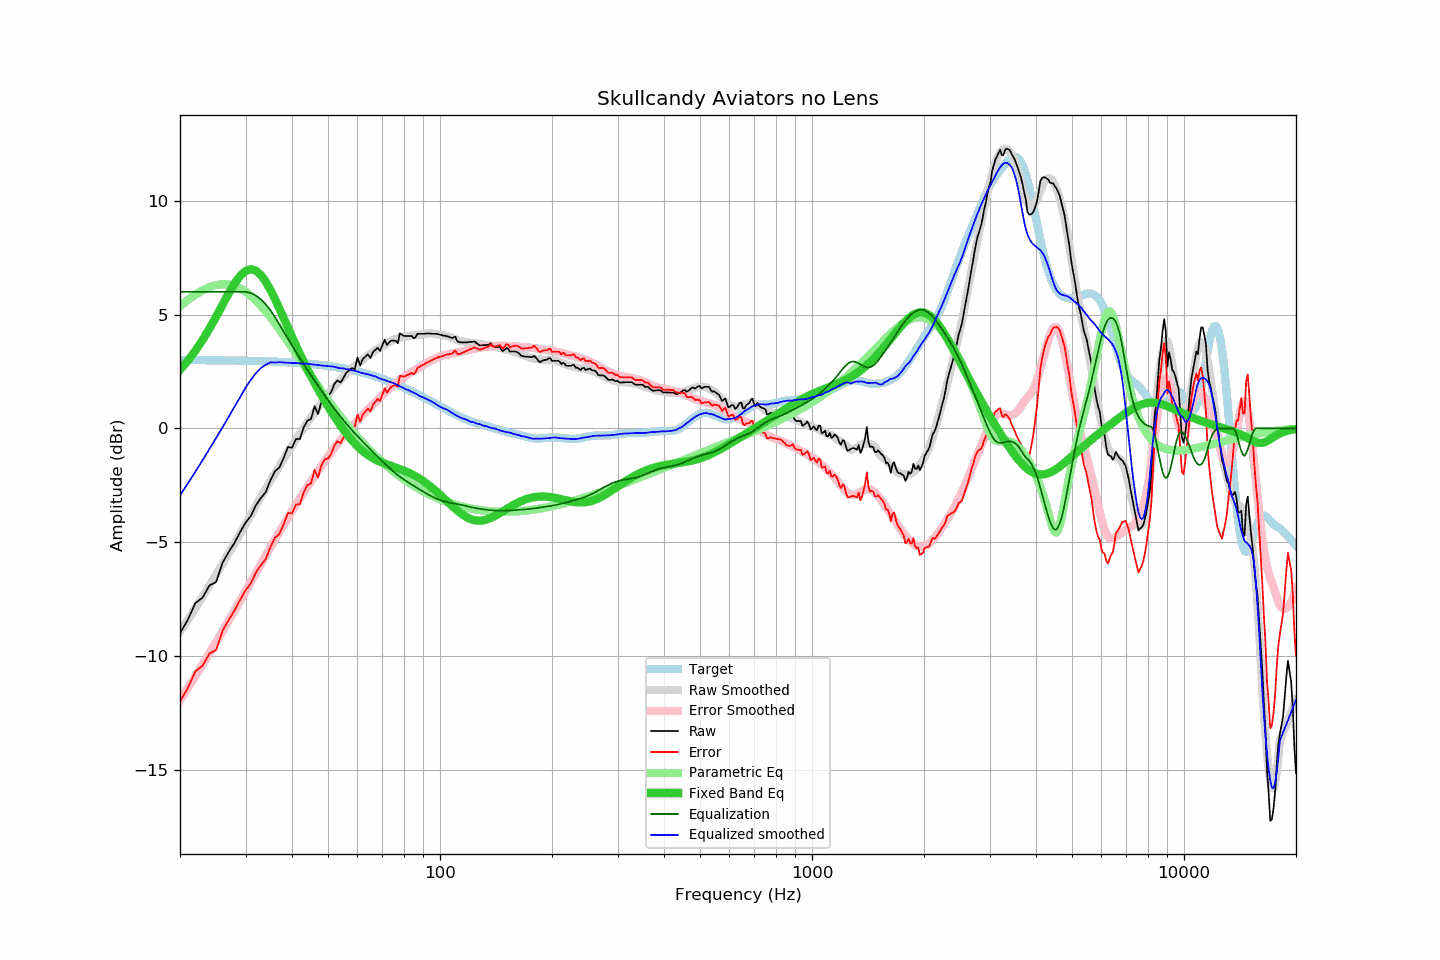 Skullcandy Aviators no Lens
Amplitude (dBr)
10
5
0
−5
−10
−15
Target
Raw Smoothed
Error Smoothed
Raw
Error
Parametric Eq
Fixed Band Eq
Equalization
Equalized smoothed
100
1000
10000
Frequency (Hz)